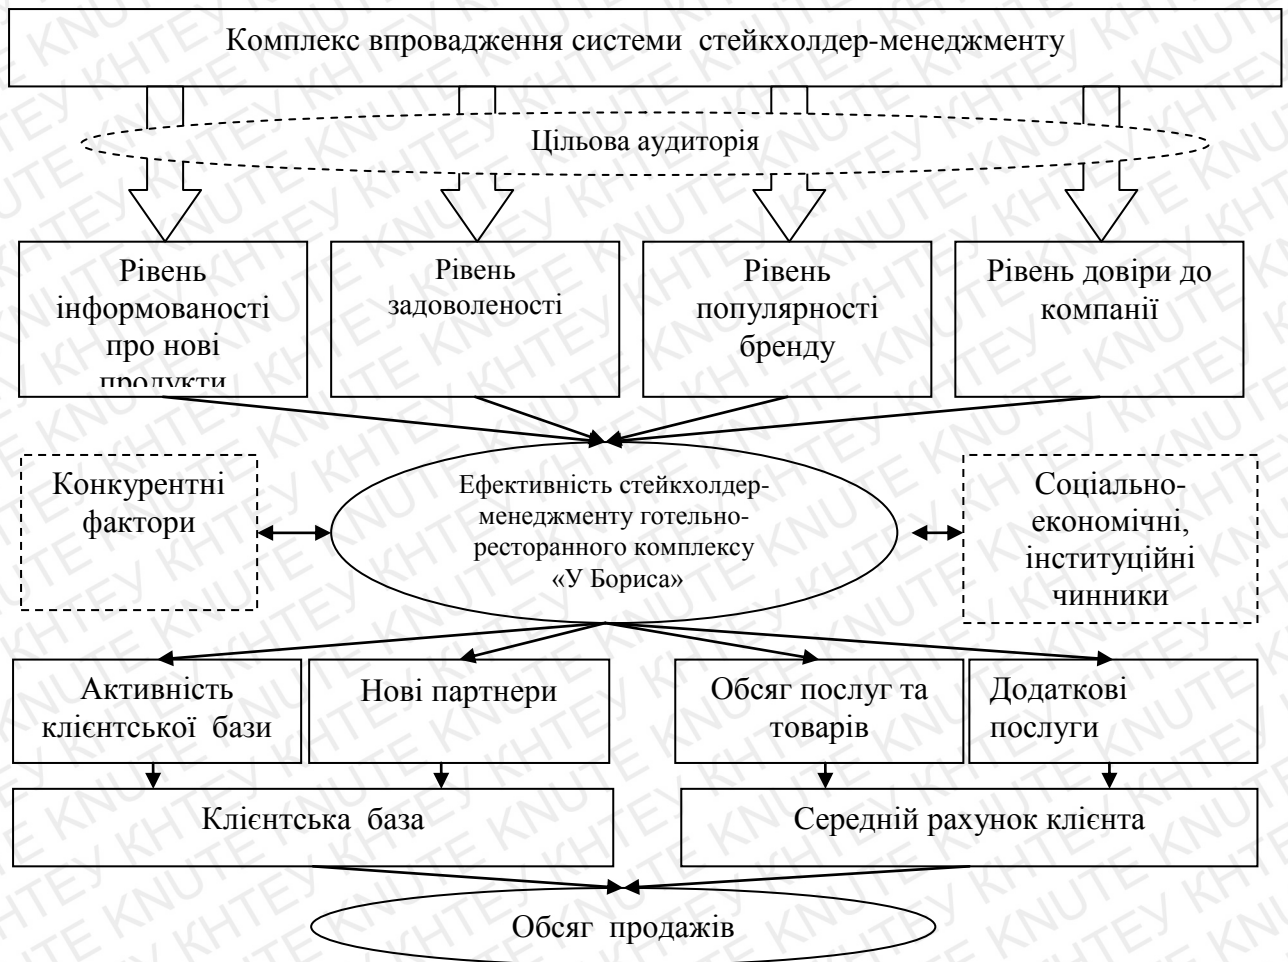 Комплекс впровадження системи стейкхолдер-менеджменту
Цільова аудиторія
Рівень
інформованості
про нові
продукти
Рівень
задоволеності
Рівень
популярності
бренду
Рівень довіри до
компанії
Конкурентні
фактори
Ефективність стейкхолдер-
менеджменту готельно-
ресторанного комплексу
«У Бориса»
Соціально-
економічні,
інституційні
чинники
Активність
клієнтської бази
Нові партнери
Обсяг послуг та
товарів
Додаткові
послуги
Клієнтська база
Середній рахунок клієнта
Обсяг продажів